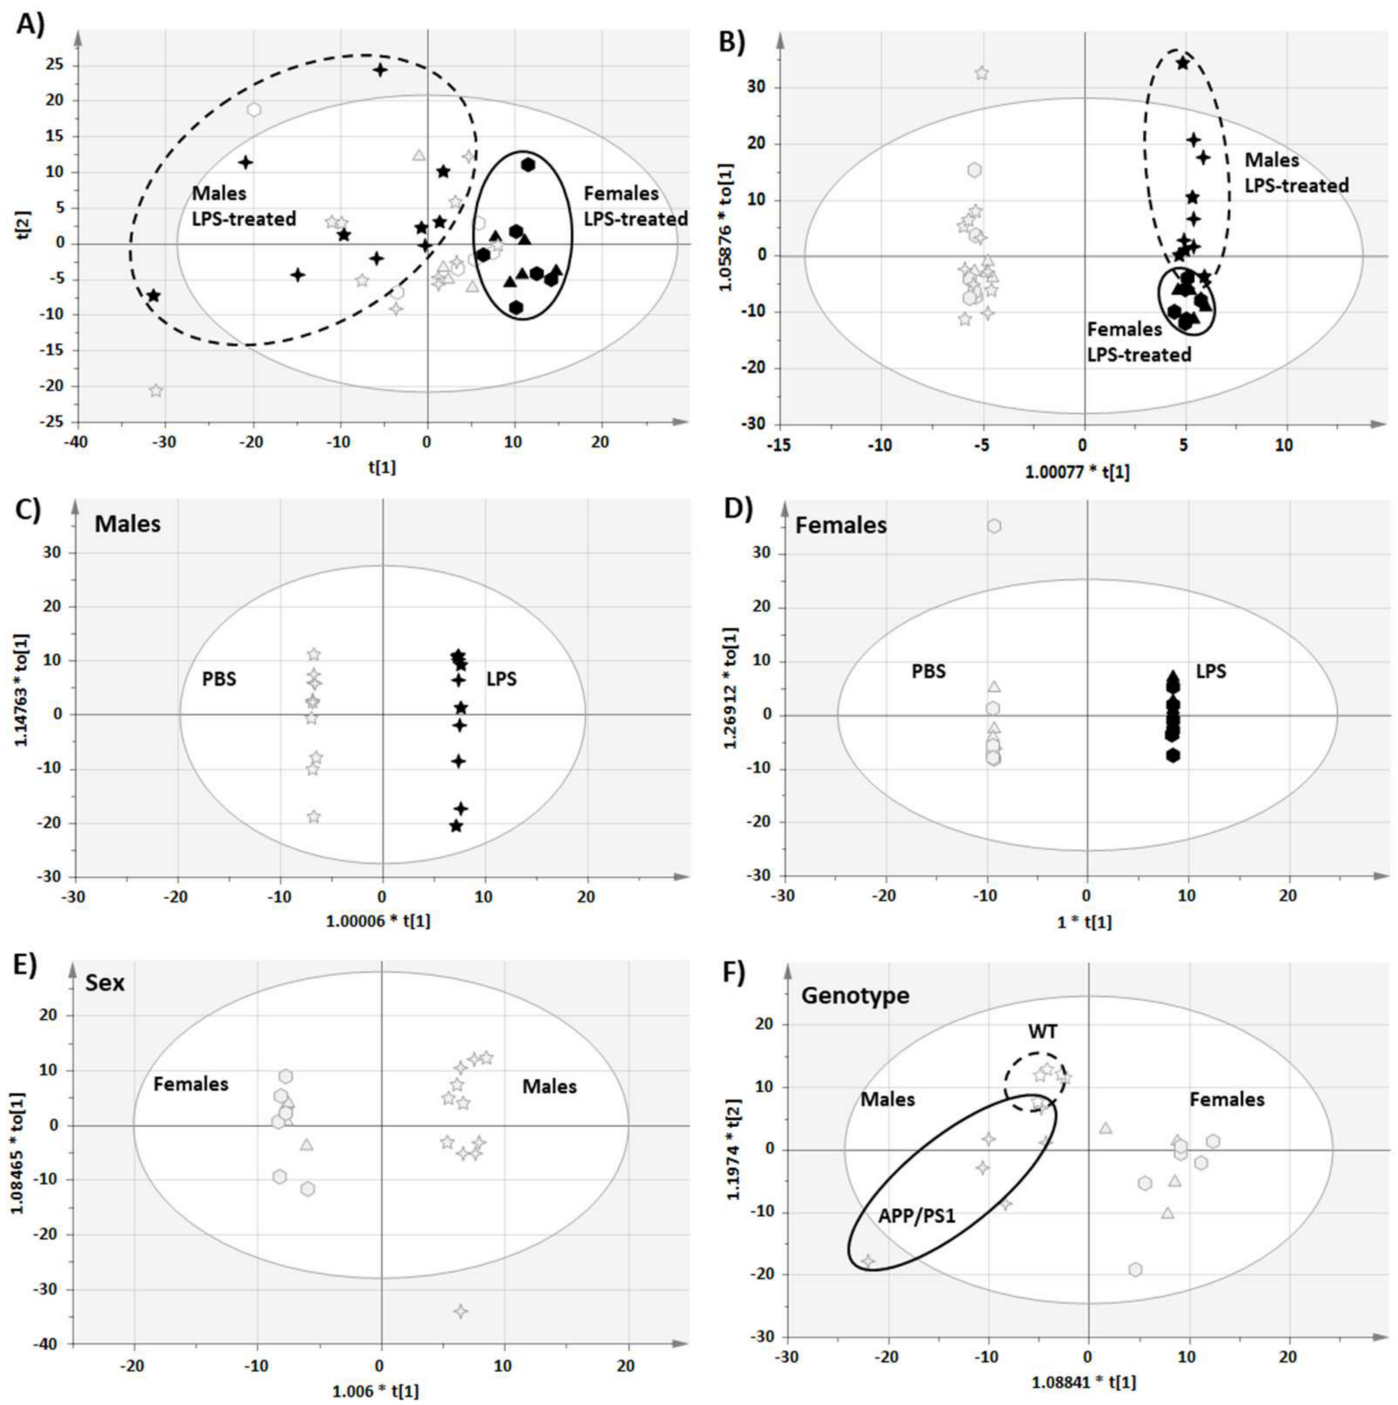 A)
25
20
15
10
5
0
-5
-10
-15
-20
-25
t[2]
Males
LPS-treated
Females
LPS-treated
-40
-30
-20
-10
0
10
20
t[1]
B)
30
20
10
0
-10
-20
-30
1.05876 * to[1]
Males
LPS-treated
Females
LPS-treated
-15
-10
-5
0
5
10
1.00077 * t[1]
C)
Males
30
20
10
0
-10
-20
-30
1.14763 * to[1]
PBS
LPS
-30
-20
-10
0
10
20
1.00006 * t[1]
D)
Females
30
20
10
0
-10
-20
-30
1.26912 * to[1]
PBS
LPS
-30
-20
-10
0
10
20
1 * t[1]
E)
Sex
20
10
0
-10
-20
-30
-40
1.08465 * to[1]
Females
Males
-20
-10
0
10
20
1.006 * t[1]
F)
Genotype
20
10
0
-10
-20
-30
1.1974 * t[2]
WT
Males
Females
APP/PS1
-30
-20
-10
0
10
20
1.08841 * t[1]